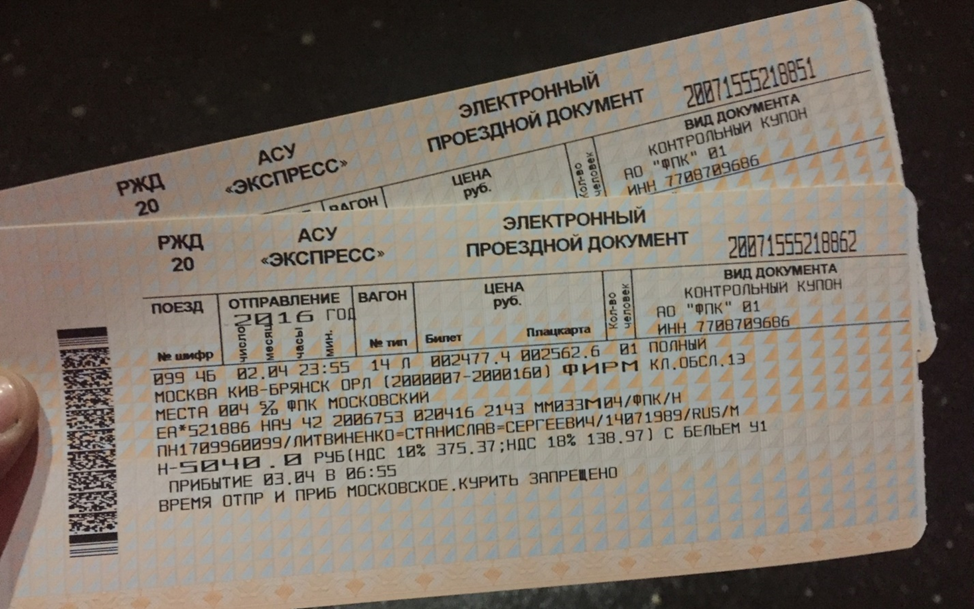 ЭЛЕКТРОННЫЙ
ПРОЕЗДНОЙ ДОКУМЕНТ
20071555218851
ВИД ДОКУМЕНТА
КОНТРОЛЬНЫЙ КУПОН
АО "ФПК" 01
ИНН 7708709686
РЖД
20
АСУ
«ЭКСПРЕСС»
ВАГОН
ЦЕНА
руб.
Кол-во
человек
РЖД
20
АСУ
«ЭКСПРЕСС»
ЭЛЕКТРОННЫЙ
ПРОЕЗДНОЙ ДОКУМЕНТ
20071555218862
ПОЕЗД
ОТПРАВЛЕНИЕ
2016 ГОД
ВАГОН
ЦЕНА
руб.
Кол-во
человек
ВИД ДОКУМЕНТА
КОНТРОЛЬНЫЙ КУПОН
АО "ФПК" 01
ИНН 7708709686
№ шифр
число
месяц
часы
мин.
№ тип
Билет
Плацкарта
099 ЧБ 02.04 23:55 14 Л 002477.4 002562.6 01 ПОЛНЫЙ
МОСКВА КИВ-БРЯНСК ОРЛ (2000007-2000160) ФИРМ КЛ.ОБСЛ.1З
МЕСТА 004 ФПК МОСКОВСКИЙ
ЕА*521886 НАУ 42 2006753 020416 2143 ММ033М04/ФПК/Н
ПН1709960099/ЛИТВИНЕНКО=СТАНИСЛАВ=СЕРГЕЕВИЧ/14071989/RUS/М
Н-5040.0 РУБ(НДС 10% 375.37;НДС 18% 138.97) С БЕЛЬЕМ У1
ПРИБЫТИЕ 03.04 В 06:55
ВРЕМЯ ОТПР И ПРИБ МОСКОВСКОЕ.КУРИТЬ ЗАПРЕЩЕНО